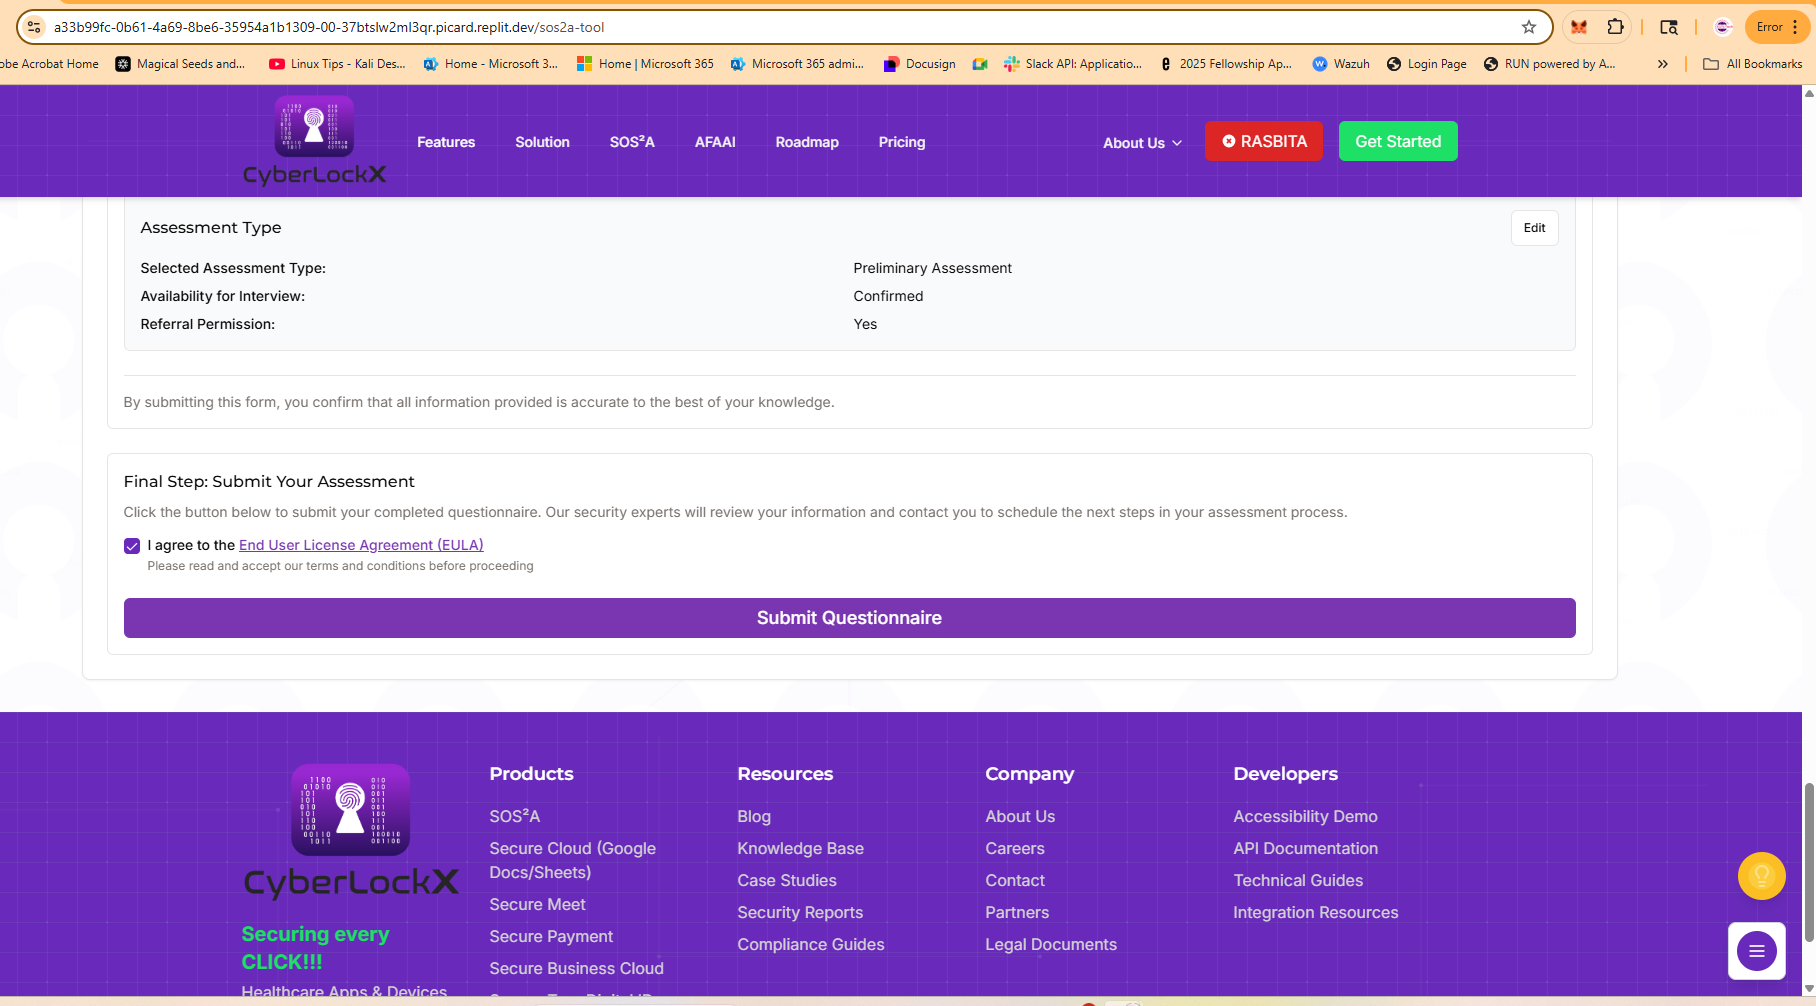 a33b99fc-0b61-4a69-8be6-35954a1b1309-00-37btslw2ml3qr.picard.replit.dev/sos2a-tool
Error
obe Acrobat Home
Magical Seeds and...
Linux Tips - Kali Des...
Home - Microsoft 3...
Home | Microsoft 365
Microsoft 365 admi...
Docusign
Slack API: Applicatio...
2025 Fellowship Ap...
Wazuh
Login Page
RUN powered by A...
»
All Bookmarks
CyberLockX
Features
Solution
SOS²A
AFAAI
Roadmap
Pricing
About Us
RASBITA
Get Started
Assessment Type
Edit
Selected Assessment Type:
Preliminary Assessment
Availability for Interview:
Confirmed
Referral Permission:
Yes
By submitting this form, you confirm that all information provided is accurate to the best of your knowledge.
Final Step: Submit Your Assessment
Click the button below to submit your completed questionnaire. Our security experts will review your information and contact you to schedule the next steps in your assessment process.
I agree to the End User License Agreement (EULA)
Please read and accept our terms and conditions before proceeding
Submit Questionnaire
CyberLockX
Securing every
CLICK!!!
Healthcare Apps & Devices
Products
SOS²A
Secure Cloud (Google
Docs/Sheets)
Secure Meet
Secure Payment
Secure Business Cloud
Resources
Blog
Knowledge Base
Case Studies
Security Reports
Compliance Guides
Company
About Us
Careers
Contact
Partners
Legal Documents
Developers
Accessibility Demo
API Documentation
Technical Guides
Integration Resources